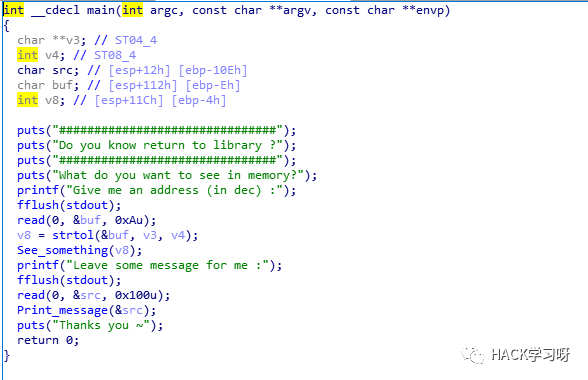 int __cdecl main(int argc, const char **argv, const char **envp)
{
  char **v3; // ST04_4
  int v4; // ST08_4
  char src; // [esp+12h] [ebp-10Eh]
  char buf; // [esp+112h] [ebp-Eh]
  int v8; // [esp+11Ch] [ebp-4h]

  puts("###############################");
  puts("Do you know return to library ?");
  puts("###############################");
  puts("What do you want to see in memory?");
  printf("Give me an address (in dec) :");
  fflush(stdout);
  read(0, &buf, 0xAu);
  v8 = strtol(&buf, v3, v4);
  See_something(v8);
  printf("Leave some message for me :");
  fflush(stdout);
  read(0, &src, 0x100u);
  Print_message(&src);
  puts("Thanks you ~");
  return 0;
}
HACK学习呀